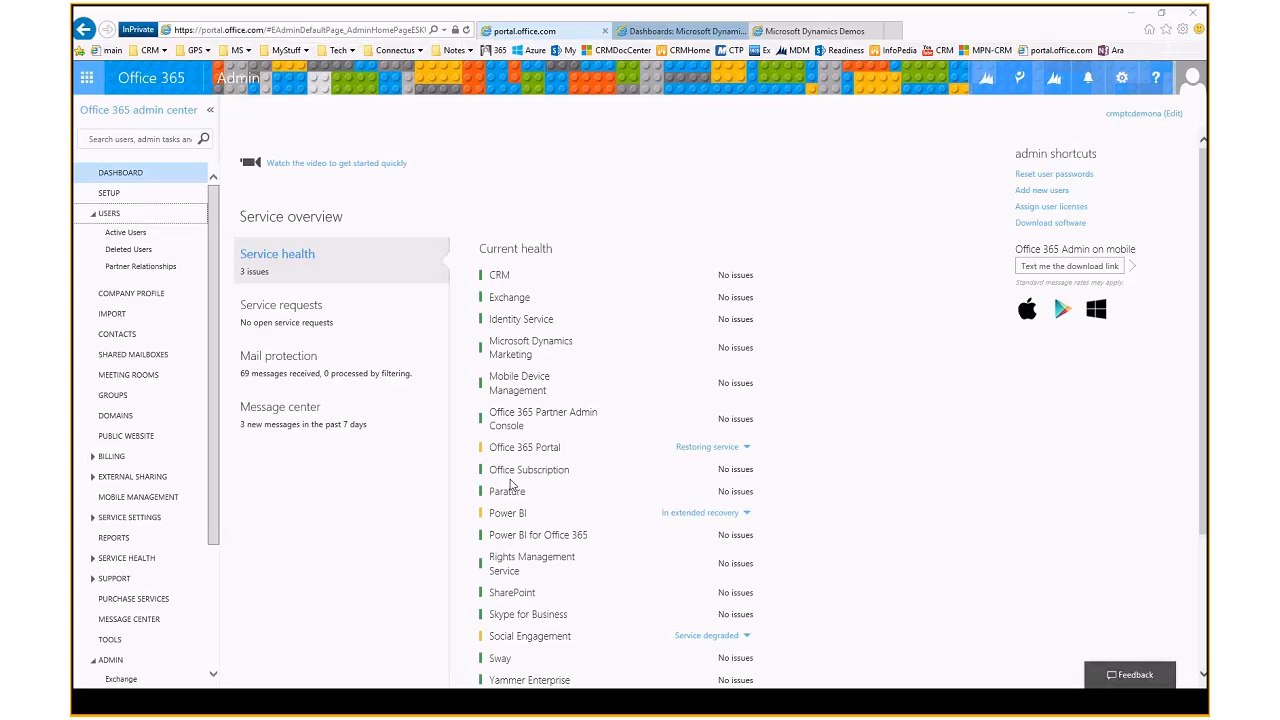 InPrivate
https://portal.office.com/#EAdminDefaultPage_AdminHomePageESKU
portal.office.com
Dashboards: Microsoft Dynami...
Microsoft Dynamics Demos
main
CRM
GPS
MS
MyStuff
Tech
Connectus
Notes
365
Azure
My
CRMDocCenter
CRMHome
CTP
Ex
MDM
Readiness
InfoPedia
CRM
MPN-CRM
portal.office.com
Ara
Office 365
Admin
Office 365 admin center
crmptcdemona (Edit)
Search users, admin tasks anc
DASHBOARD
SETUP
USERS
Active Users
Deleted Users
Partner Relationships
COMPANY PROFILE
IMPORT
CONTACTS
SHARED MAILBOXES
MEETING ROOMS
GROUPS
DOMAINS
PUBLIC WEBSITE
BILLING
EXTERNAL SHARING
MOBILE MANAGEMENT
SERVICE SETTINGS
REPORTS
SERVICE HEALTH
SUPPORT
PURCHASE SERVICES
MESSAGE CENTER
TOOLS
ADMIN
Exchange
Watch the video to get started quickly
Service overview
Service health
3 issues
Service requests
No open service requests
Mail protection
69 messages received, 0 processed by filtering.
Message center
3 new messages in the past 7 days
Current health
CRM No issues
Exchange No issues
Identity Service No issues
Microsoft Dynamics
Marketing No issues
Mobile Device
Management No issues
Office 365 Partner Admin
Console No issues
Office 365 Portal Restoring service
Office Subscription No issues
Parature No issues
Power BI In extended recovery
Power BI for Office 365 No issues
Rights Management
Service No issues
SharePoint No issues
Skype for Business No issues
Social Engagement Service degraded
Sway No issues
Yammer Enterprise No issues
admin shortcuts
Reset user passwords
Add new users
Assign user licenses
Download software
Office 365 Admin on mobile
Text me the download link
Standard message rates may apply.
Feedback